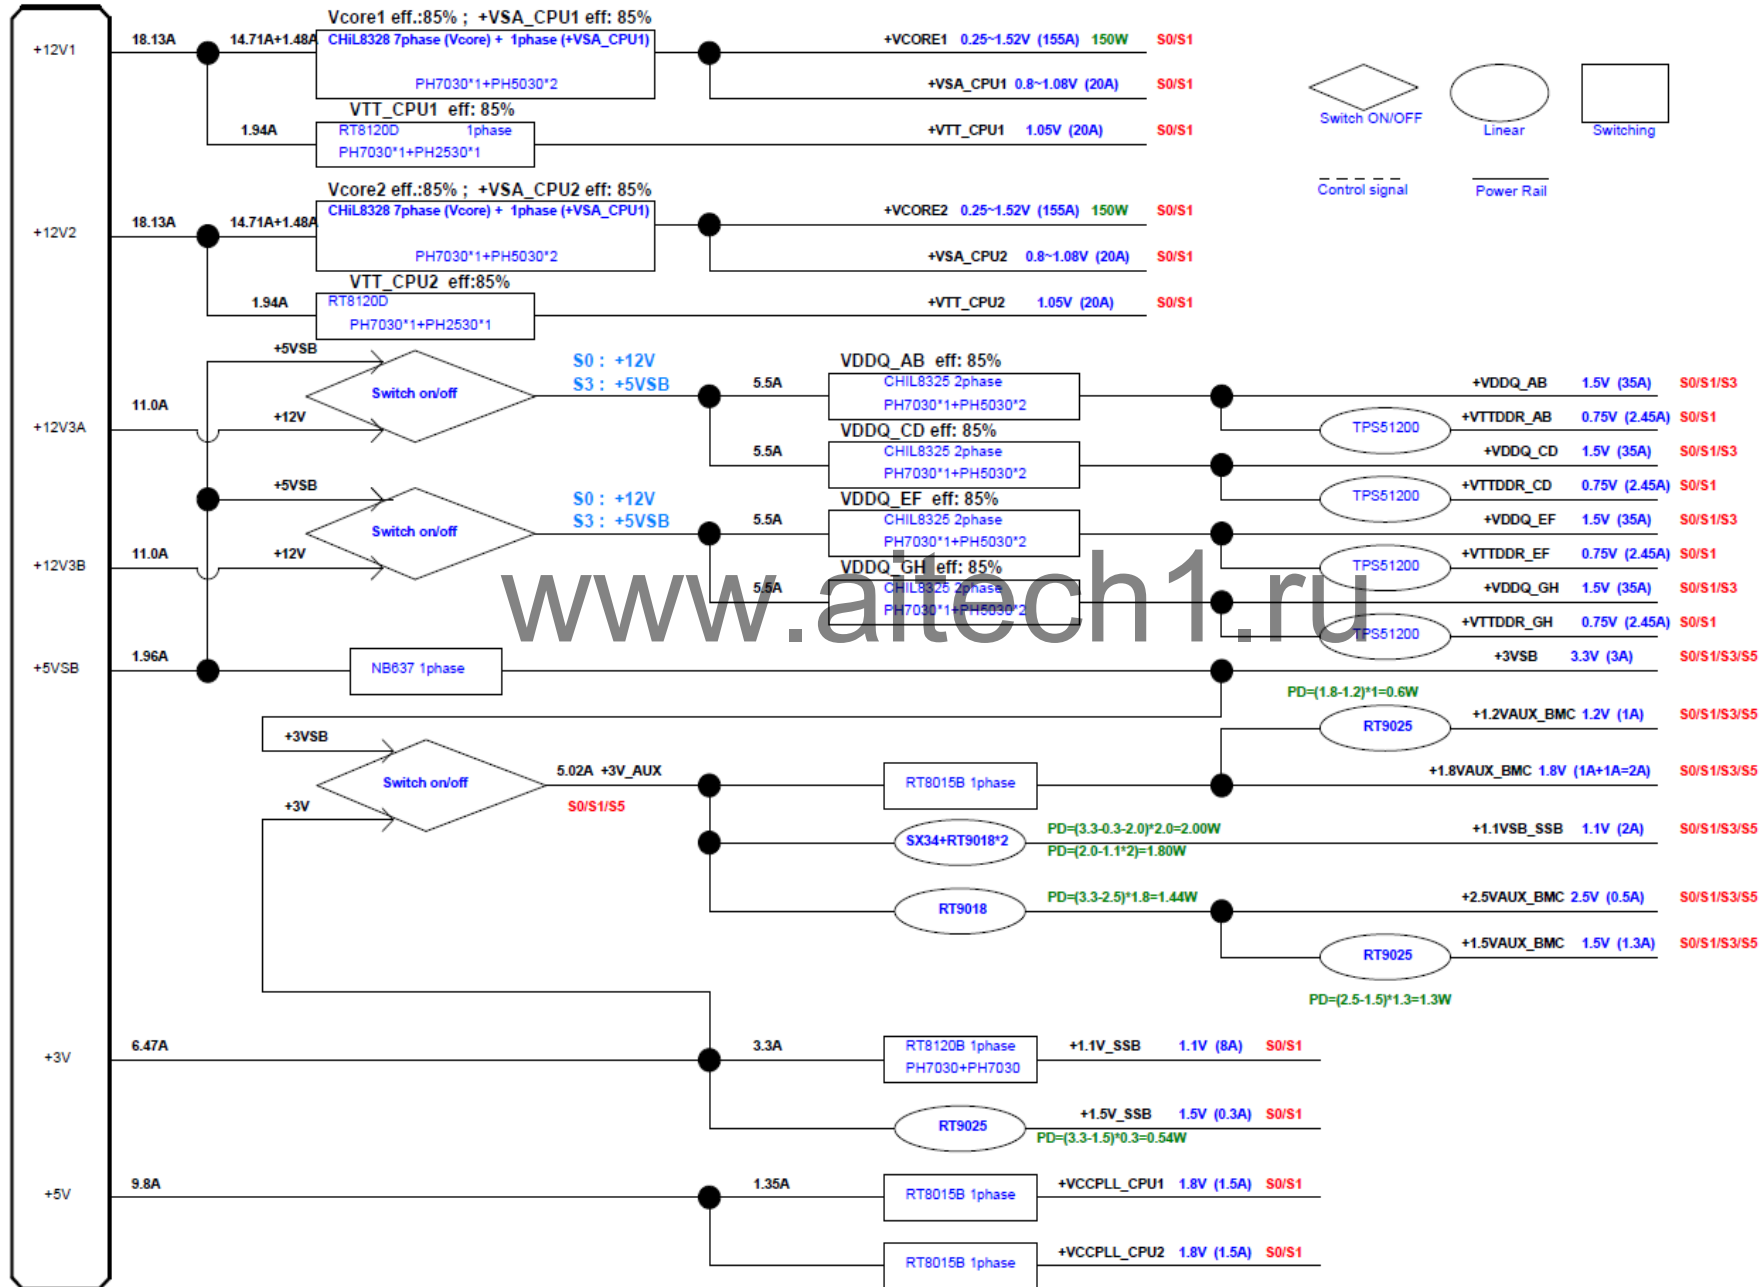 Vcore1 eff.:85% ; +VSA_CPU1 eff: 85%
+12V1
18.13A
14.71A+1.48A
CHiL8328 7phase (Vcore) + 1phase (+VSA_CPU1)
PH7030*1+PH5030*2
+VCORE1 0.25~1.52V (155A) 150W S0/S1
+VSA_CPU1 0.8~1.08V (20A) S0/S1
VTT_CPU1 eff: 85%
1.94A
RT8120D 1phase
PH7030*1+PH2530*1
+VTT_CPU1 1.05V (20A) S0/S1
Switch ON/OFF
Linear
Switching
Control signal
Power Rail
Vcore2 eff.:85% ; +VSA_CPU2 eff: 85%
+12V2
18.13A
14.71A+1.48A
CHiL8328 7phase (Vcore) + 1phase (+VSA_CPU1)
PH7030*1+PH5030*2
+VCORE2 0.25~1.52V (155A) 150W S0/S1
+VSA_CPU2 0.8~1.08V (20A) S0/S1
VTT_CPU2 eff:85%
1.94A
RT8120D
PH7030*1+PH2530*1
+VTT_CPU2 1.05V (20A) S0/S1
+5VSB
Switch on/off
+12V
11.0A
+12V3A
S0 : +12V
S3 : +5VSB
VDDQ_AB eff: 85%
5.5A
CHIL8325 2phase
PH7030*1+PH5030*2
+VDDQ_AB 1.5V (35A) S0/S1/S3
TPS51200
+VTTDDR_AB 0.75V (2.45A) S0/S1
VDDQ_CD eff: 85%
5.5A
CHIL8325 2phase
PH7030*1+PH5030*2
+VDDQ_CD 1.5V (35A) S0/S1/S3
TPS51200
+VTTDDR_CD 0.75V (2.45A) S0/S1
+5VSB
Switch on/off
+12V
11.0A
+12V3B
S0 : +12V
S3 : +5VSB
VDDQ_EF eff: 85%
5.5A
CHIL8325 2phase
PH7030*1+PH5030*2
+VDDQ_EF 1.5V (35A) S0/S1/S3
TPS51200
+VTTDDR_EF 0.75V (2.45A) S0/S1
VDDQ_GH eff: 85%
5.5A
CHIL8325 2phase
PH7030*1+PH5030*2
+VDDQ_GH 1.5V (35A) S0/S1/S3
TPS51200
+VTTDDR_GH 0.75V (2.45A) S0/S1
www.aitech1.ru
+5VSB
1.96A
NB637 1phase
+3VSB 3.3V (3A) S0/S1/S3/S5
PD=(1.8-1.2)*1=0.6W
RT9025
+1.2VAUX_BMC 1.2V (1A) S0/S1/S3/S5
+3VSB
Switch on/off
+3V
5.02A +3V_AUX
S0/S1/S5
RT8015B 1phase
+1.8VAUX_BMC 1.8V (1A+1A=2A) S0/S1/S3/S5
SX34+RT9018*2
PD=(3.3-0.3-2.0)*2.0=2.00W
PD=(2.0-1.1*2)=1.80W
+1.1VSB_SSB 1.1V (2A) S0/S1/S3/S5
RT9018
PD=(3.3-2.5)*1.8=1.44W
+2.5VAUX_BMC 2.5V (0.5A) S0/S1/S3/S5
RT9025
+1.5VAUX_BMC 1.5V (1.3A) S0/S1/S3/S5
PD=(2.5-1.5)*1.3=1.3W
+3V
6.47A
3.3A
RT8120B 1phase
PH7030+PH7030
+1.1V_SSB 1.1V (8A) S0/S1
RT9025
+1.5V_SSB 1.5V (0.3A) S0/S1
PD=(3.3-1.5)*0.3=0.54W
+5V
9.8A
1.35A
RT8015B 1phase
+VCCPLL_CPU1 1.8V (1.5A) S0/S1
RT8015B 1phase
+VCCPLL_CPU2 1.8V (1.5A) S0/S1